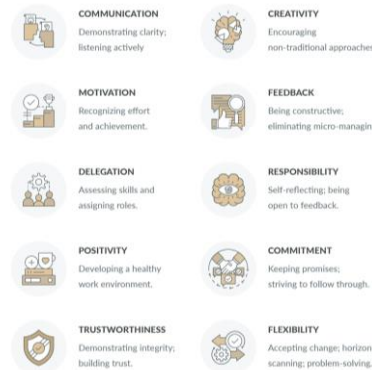 COMMUNICATION
Demonstrating clarity;
listening actively
CREATIVITY
Encouraging
non-traditional approaches
MOTIVATION
Recognizing effort
and achievement.
FEEDBACK
Being constructive;
eliminating micro-managin
DELEGATION
Assessing skills and
assigning roles.
RESPONSIBILITY
Self-reflecting; being
open to feedback.
POSITIVITY
Developing a healthy
work environment.
COMMITMENT
Keeping promises;
striving to follow through.
TRUSTWORTHINESS
Demonstrating integrity;
building trust.
FLEXIBILITY
Accepting change; horizon
scanning; problem-solving.